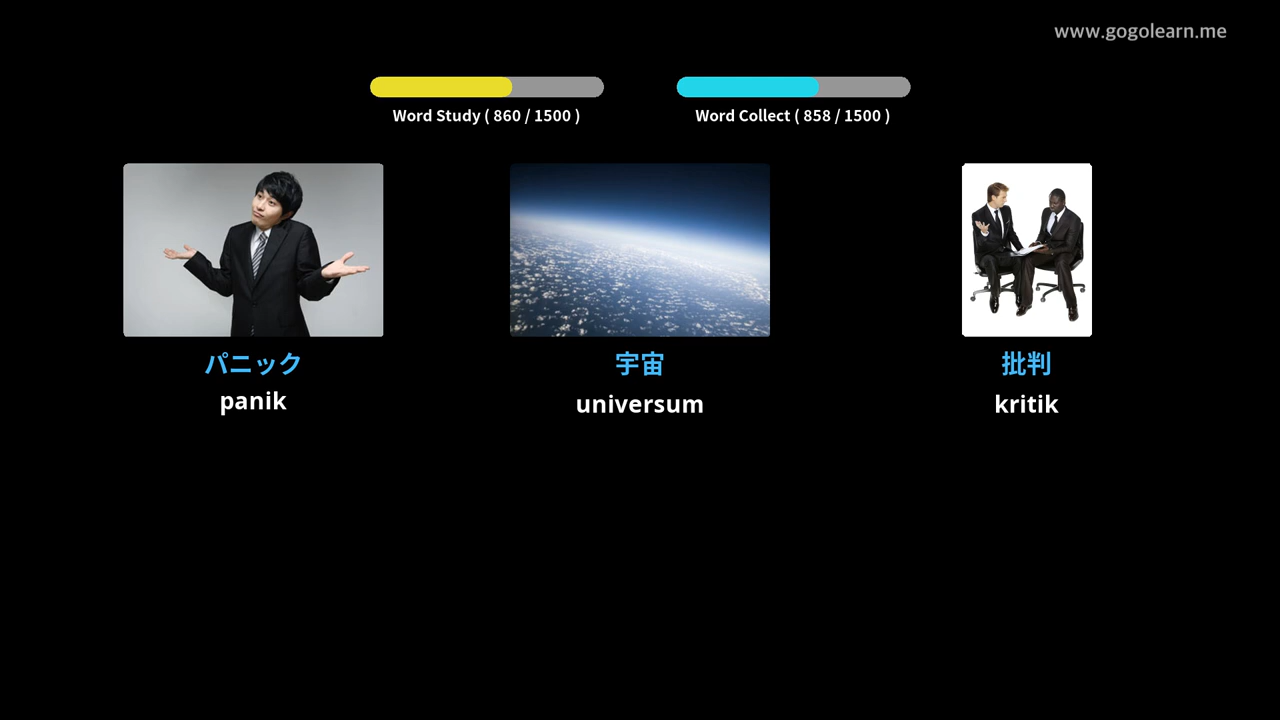 www.gogolearn.me
Word Study ( 860 / 1500 )
Word Collect ( 858 / 1500 )
パニック
宇宙
批判
panik
universum
kritik